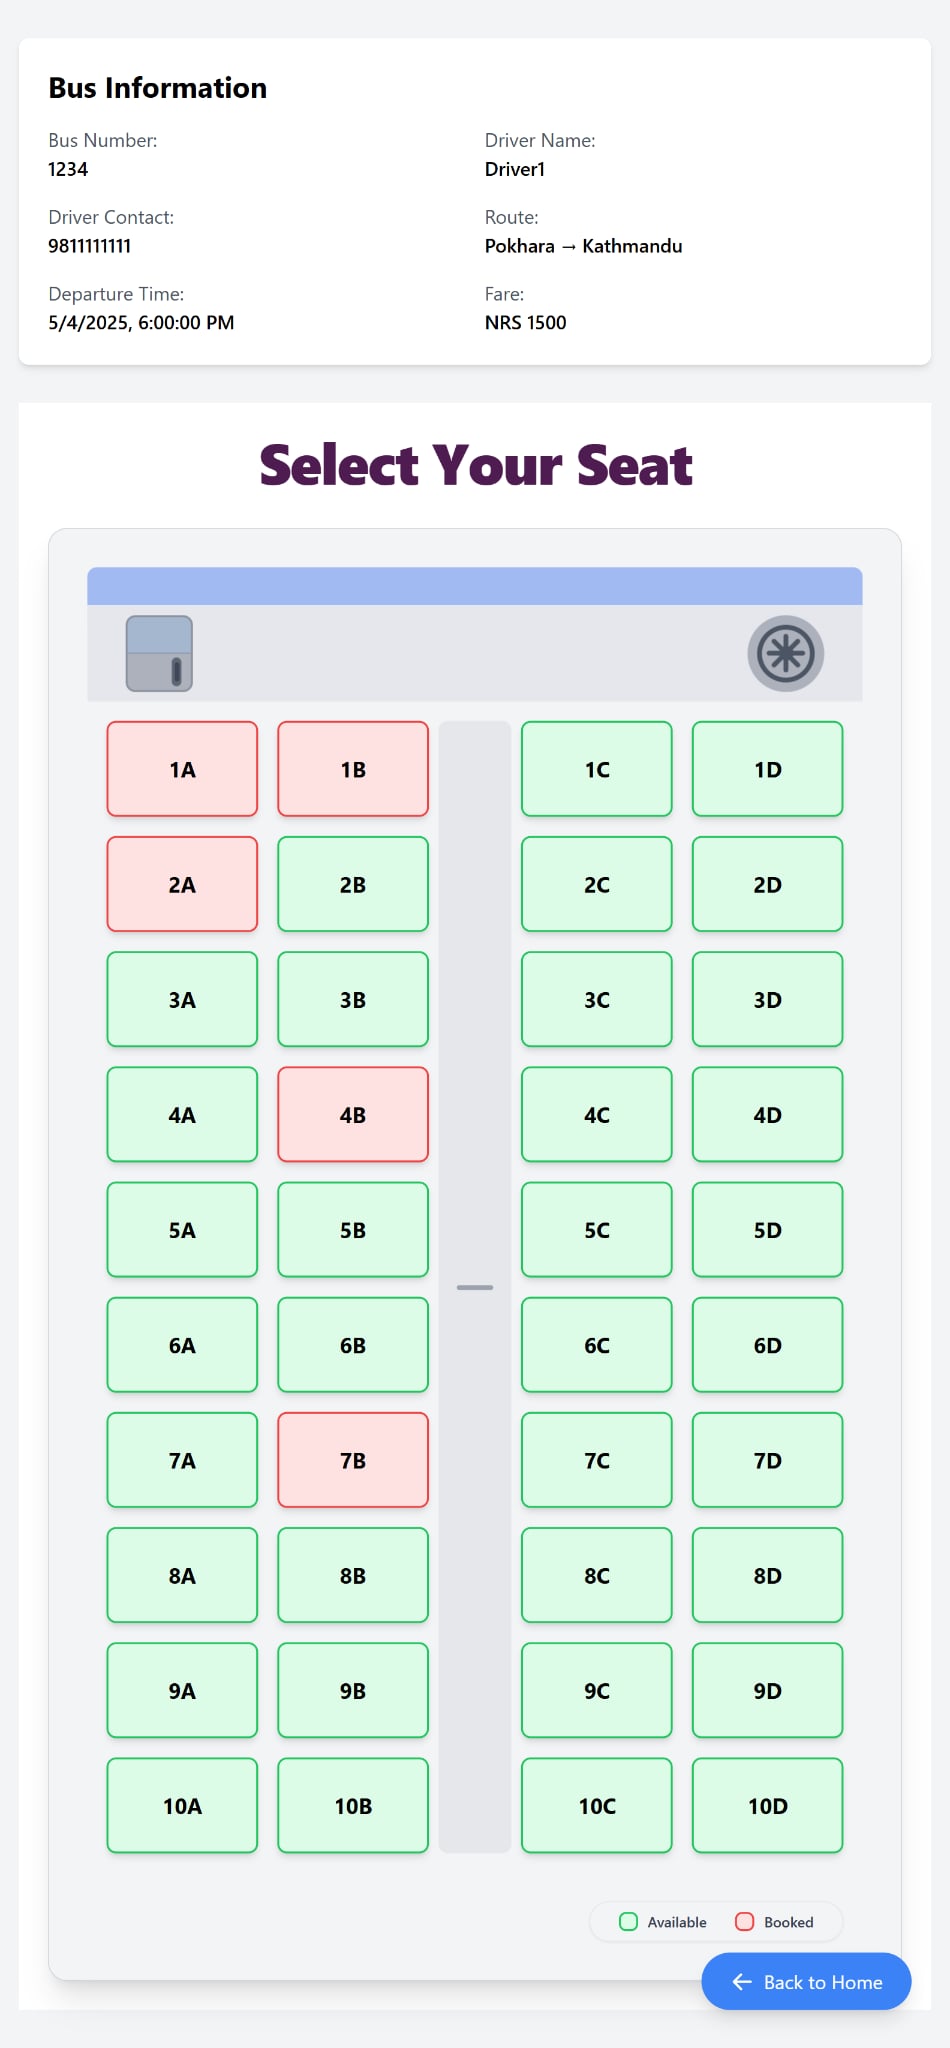 Bus Information
Bus Number:
1234
Driver Name:
Driver1
Driver Contact:
9811111111
Route:
Pokhara → Kathmandu
Departure Time:
5/4/2025, 6:00:00 PM
Fare:
NRS 1500
Select Your Seat
1A 1B 1C 1D
2A 2B 2C 2D
3A 3B 3C 3D
4A 4B 4C 4D
5A 5B 5C 5D
6A 6B 6C 6D
7A 7B 7C 7D
8A 8B 8C 8D
9A 9B 9C 9D
10A 10B 10C 10D
Available Booked
← Back to Home